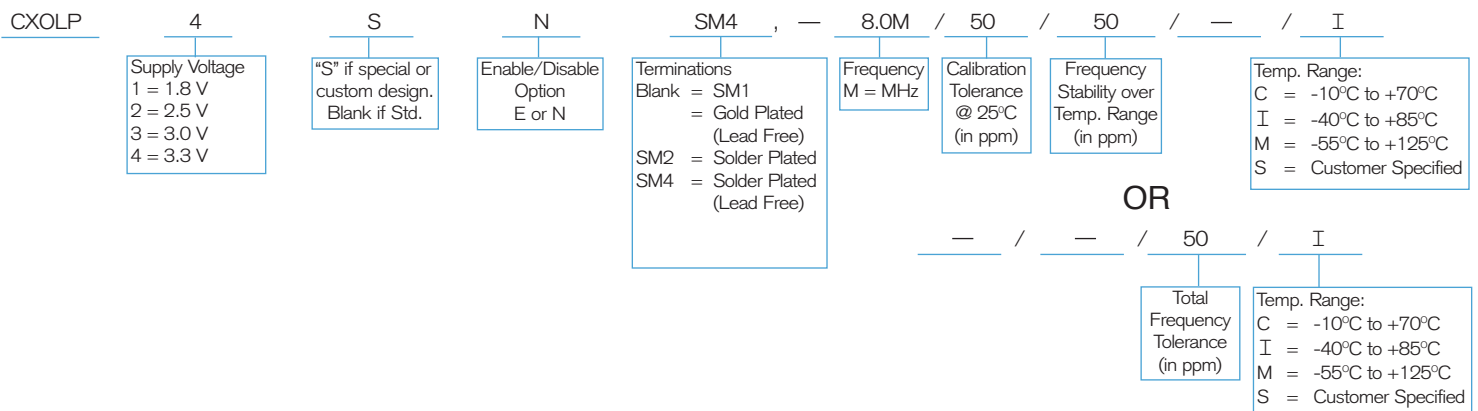 CXOLP 4 S N SM4 , — 8.0M / 50 / 50 / — / I
Supply Voltage
1 = 1.8 V
2 = 2.5 V
3 = 3.0 V
4 = 3.3 V
“S” if special or
custom design.
Blank if Std.
Enable/Disable
Option
E or N
Terminations
Blank = SM1
= Gold Plated
(Lead Free)
SM2 = Solder Plated
SM4 = Solder Plated
(Lead Free)
Frequency
M = MHz
Calibration
Tolerance
@ 25°C
(in ppm)
Frequency
Stability over
Temp. Range
(in ppm)
Temp. Range:
C = -10°C to +70°C
I = -40°C to +85°C
M = -55°C to +125°C
S = Customer Specified
OR
— / — / 50 / I
Total
Frequency
Tolerance
(in ppm)
Temp. Range:
C = -10°C to +70°C
I = -40°C to +85°C
M = -55°C to +125°C
S = Customer Specified